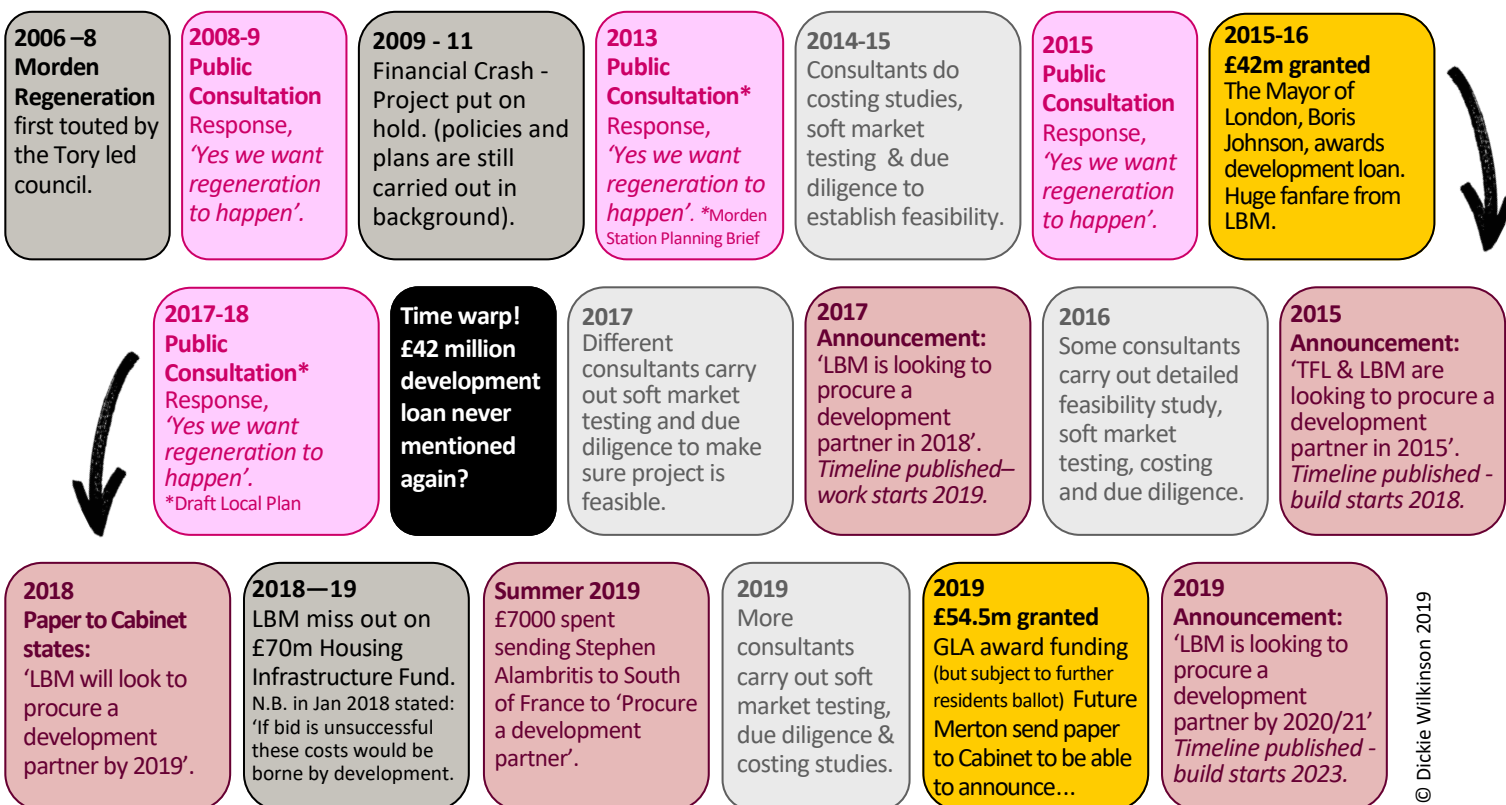 2006 –8
Morden
Regeneration
first touted by
the Tory led
council.
2008-9
Public
Consultation
Response,
‘Yes we want
regeneration
to happen’.
2009 - 11
Financial Crash -
Project put on
hold. (policies and
plans are still
carried out in
background).
2013
Public
Consultation*
Response,
‘Yes we want
regeneration to
happen’. *Morden
Station Planning Brief
2014-15
Consultants do
costing studies,
soft market
testing & due
diligence to
establish feasibility.
2015
Public
Consultation
Response,
‘Yes we want
regeneration
to happen’.
2015-16
£42m granted
The Mayor of
London, Boris
Johnson, awards
development loan.
Huge fanfare from
LBM.
2015
Announcement:
‘TFL & LBM are
looking to procure a
development
partner in 2015’.
Timeline published -
build starts 2018.
2016
Some consultants
carry out detailed
feasibility study,
soft market
testing, costing
and due diligence.
2017
Announcement:
‘LBM is looking to
procure a
development
partner in 2018’.
Timeline published–
work starts 2019.
2017
Different
consultants carry
out soft market
testing and due
diligence to make
sure project is
feasible.
Time warp!
£42 million
development
loan never
mentioned
again?
2017-18
Public
Consultation*
Response,
‘Yes we want
regeneration to
happen’.
*Draft Local Plan
2018
Paper to Cabinet
states:
‘LBM will look to
procure a
development
partner by 2019’.
2018—19
LBM miss out on
£70m Housing
Infrastructure Fund.
N.B. in Jan 2018 stated:
‘If bid is unsuccessful
these costs would be
borne by development.
Summer 2019
£7000 spent
sending Stephen
Alambritis to South
of France to ‘Procure
a development
partner’.
2019
More
consultants
carry out soft
market testing,
due diligence &
costing studies.
2019
£54.5m granted
GLA award funding
(but subject to further
residents ballot) Future
Merton send paper
to Cabinet to be able
to announce…
2019
Announcement:
‘LBM is looking to
procure a
development
partner by 2020/21’
Timeline published -
build starts 2023.
© Dickie Wilkinson 2019